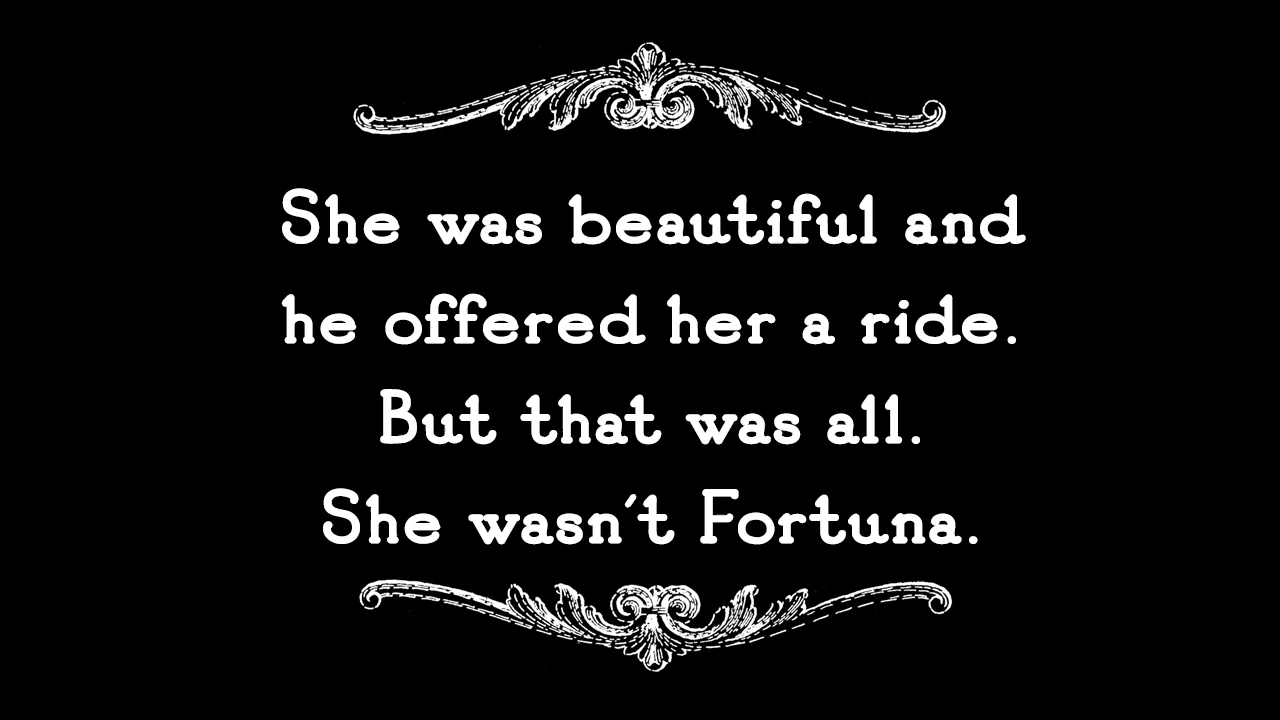 She was beautiful and
he offered her a ride.
But that was all.
She wasn't Fortuna.